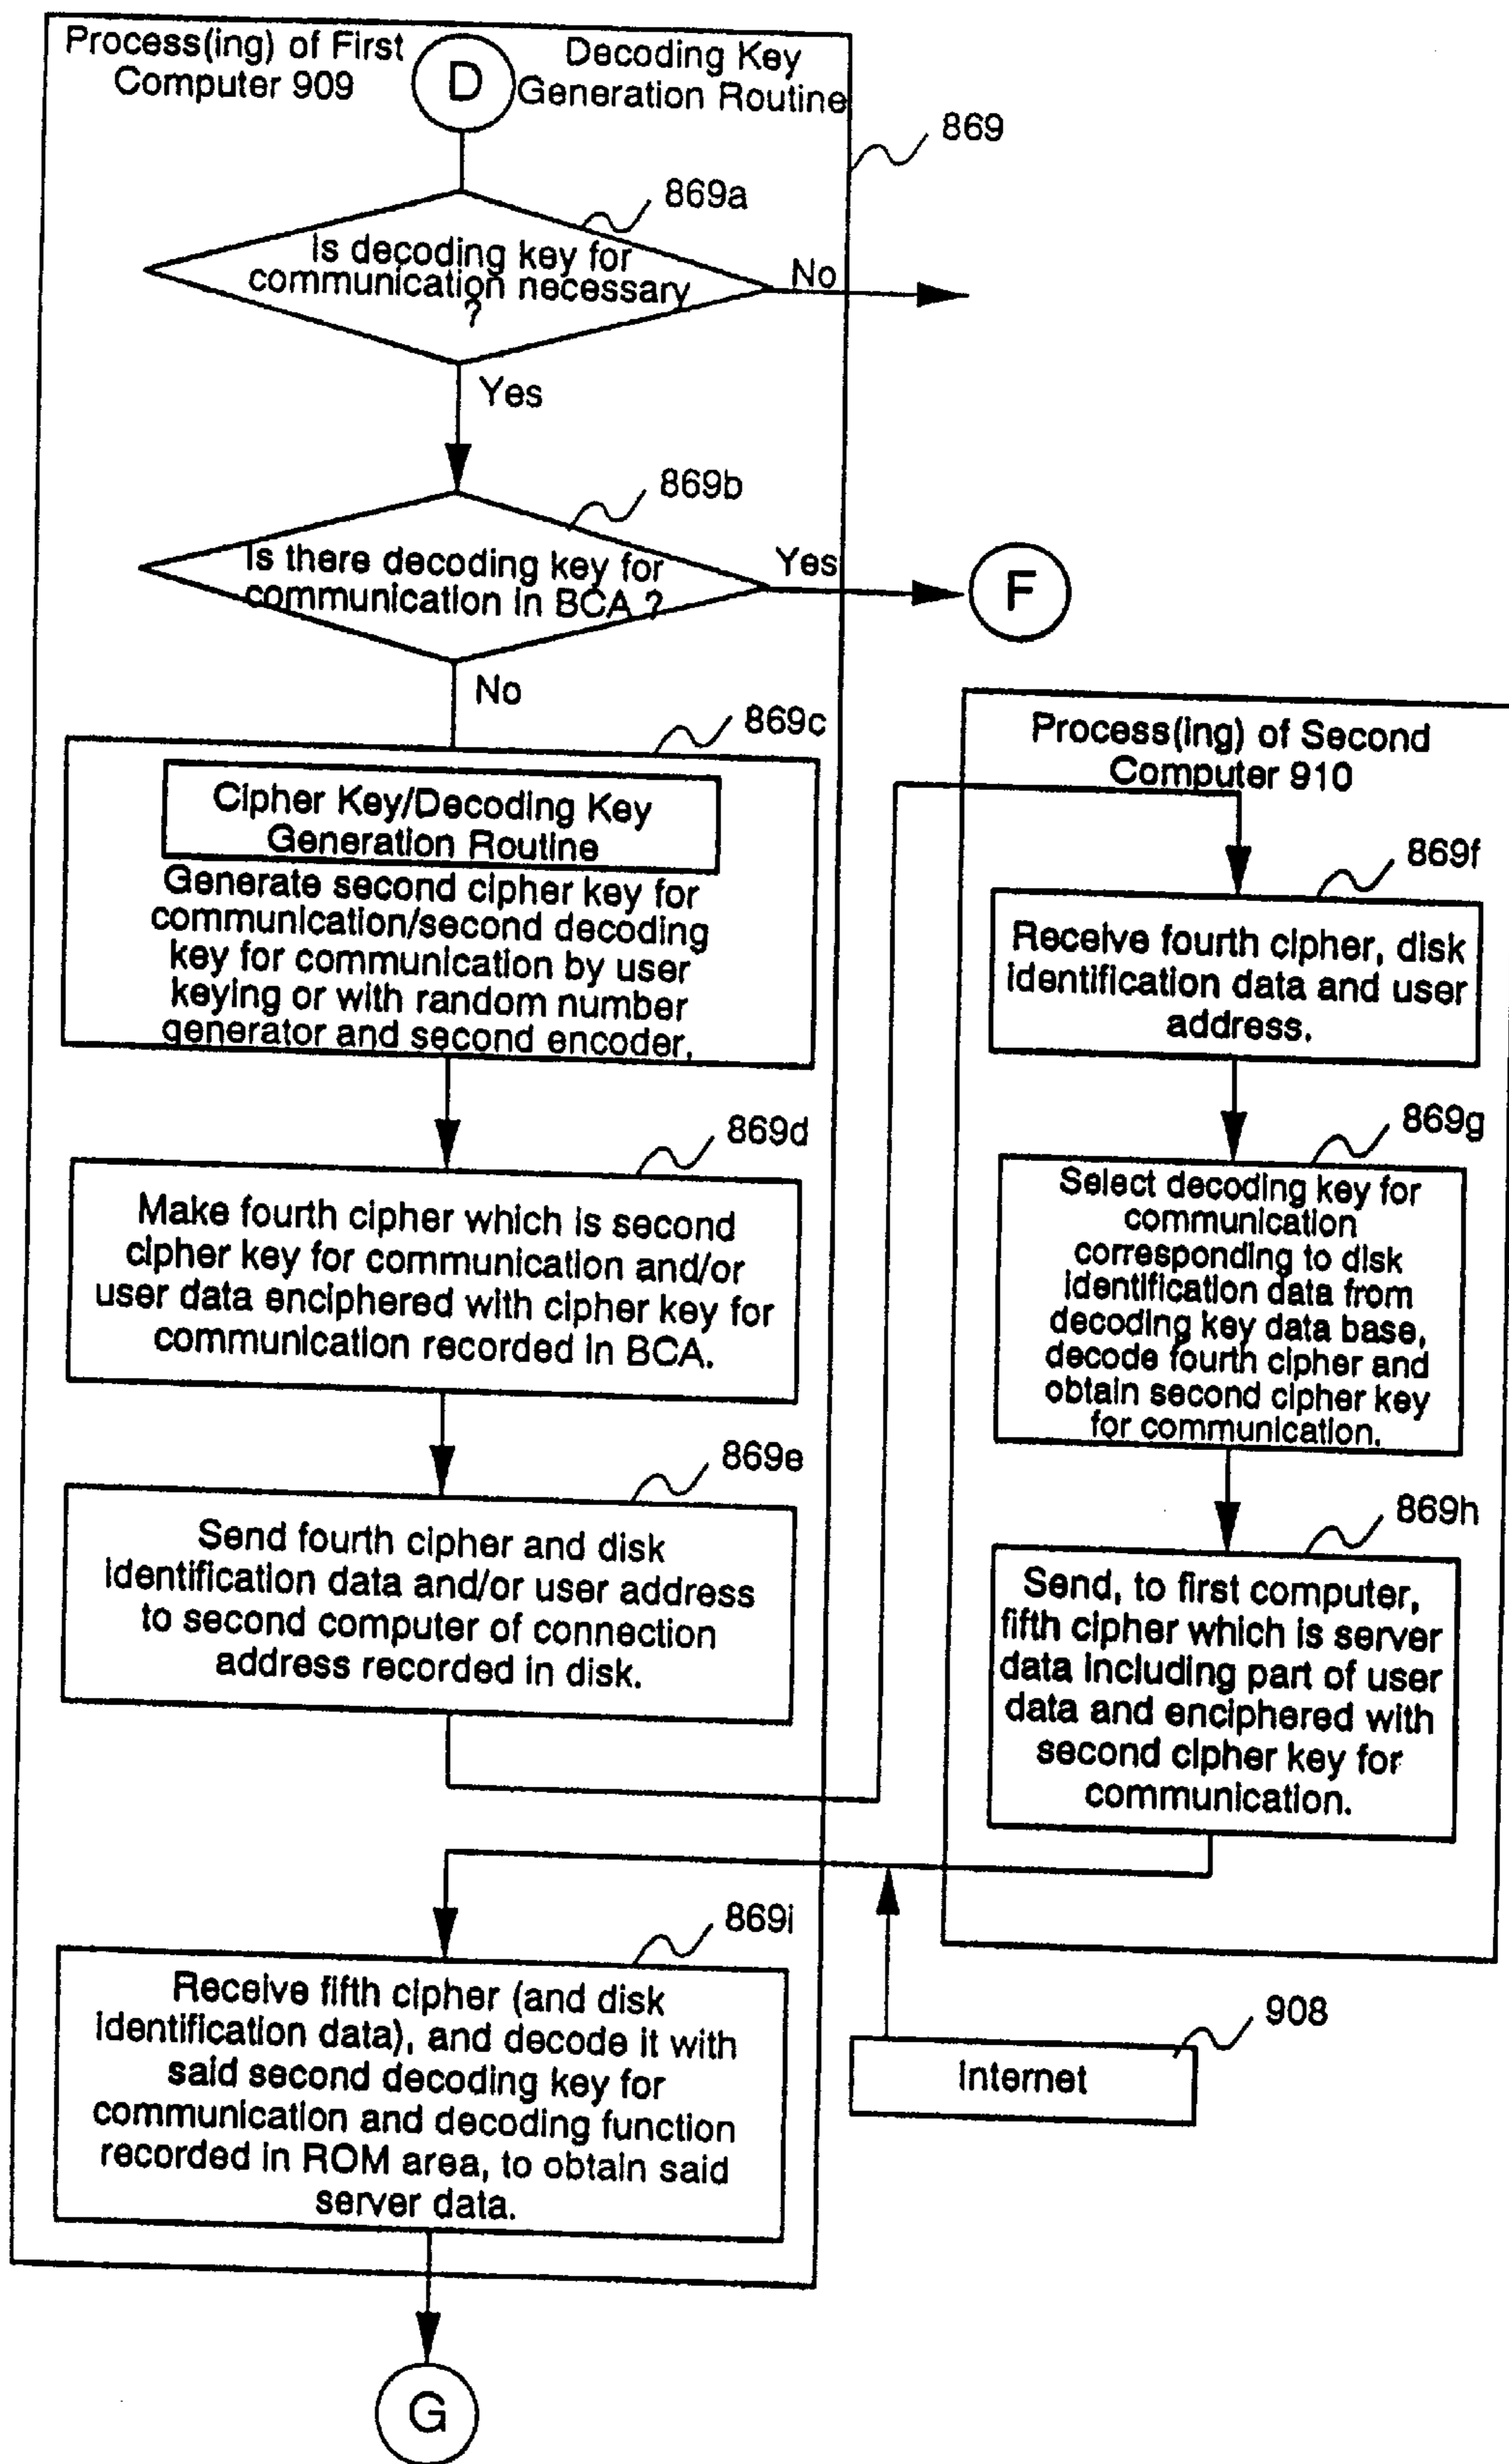 Process(ing) of First
Computer 909
D
Decoding Key
Generation Routine
869
869a
Is decoding key for
communication necessary
?
No
Yes
869b
Is there decoding key for
communication in BCA ?
Yes
F
No
869c
Cipher Key/Decoding Key
Generation Routine
Generate second cipher key for
communication/second decoding
key for communication by user
keying or with random number
generator and second encoder.
869d
Make fourth cipher which is second
cipher key for communication and/or
user data enciphered with cipher key for
communication recorded in BCA.
869e
Send fourth cipher and disk
identification data and/or user address
to second computer of connection
address recorded in disk.
Process(ing) of Second
Computer 910
869f
Receive fourth cipher, disk
identification data and user
address.
869g
Select decoding key for
communication
corresponding to disk
identification data from
decoding key data base,
decode fourth cipher and
obtain second cipher key
for communication.
869h
Send, to first computer,
fifth cipher which is server
data including part of user
data and enciphered with
second cipher key for
communication.
869i
Receive fifth cipher (and disk
identification data), and decode it with
said second decoding key for
communication and decoding function
recorded in ROM area, to obtain said
server data.
908
Internet
G